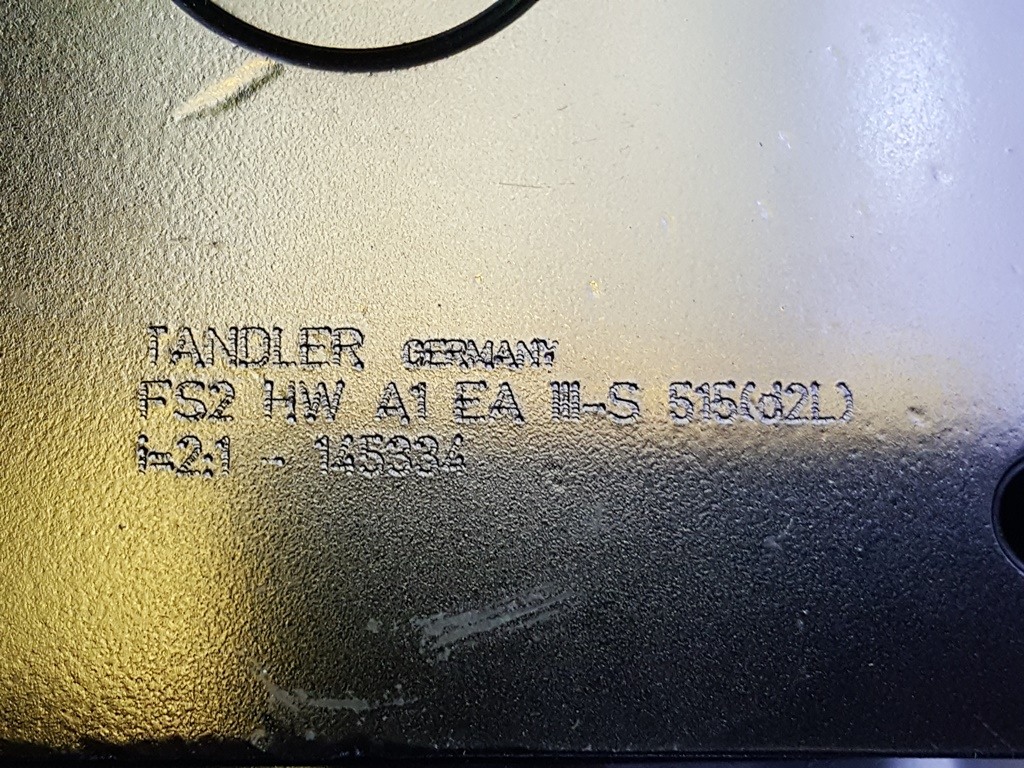 TANDLER GERMANY
FS2 HW A1 EA III-S 515(d2L)
i=2:1 - 145334